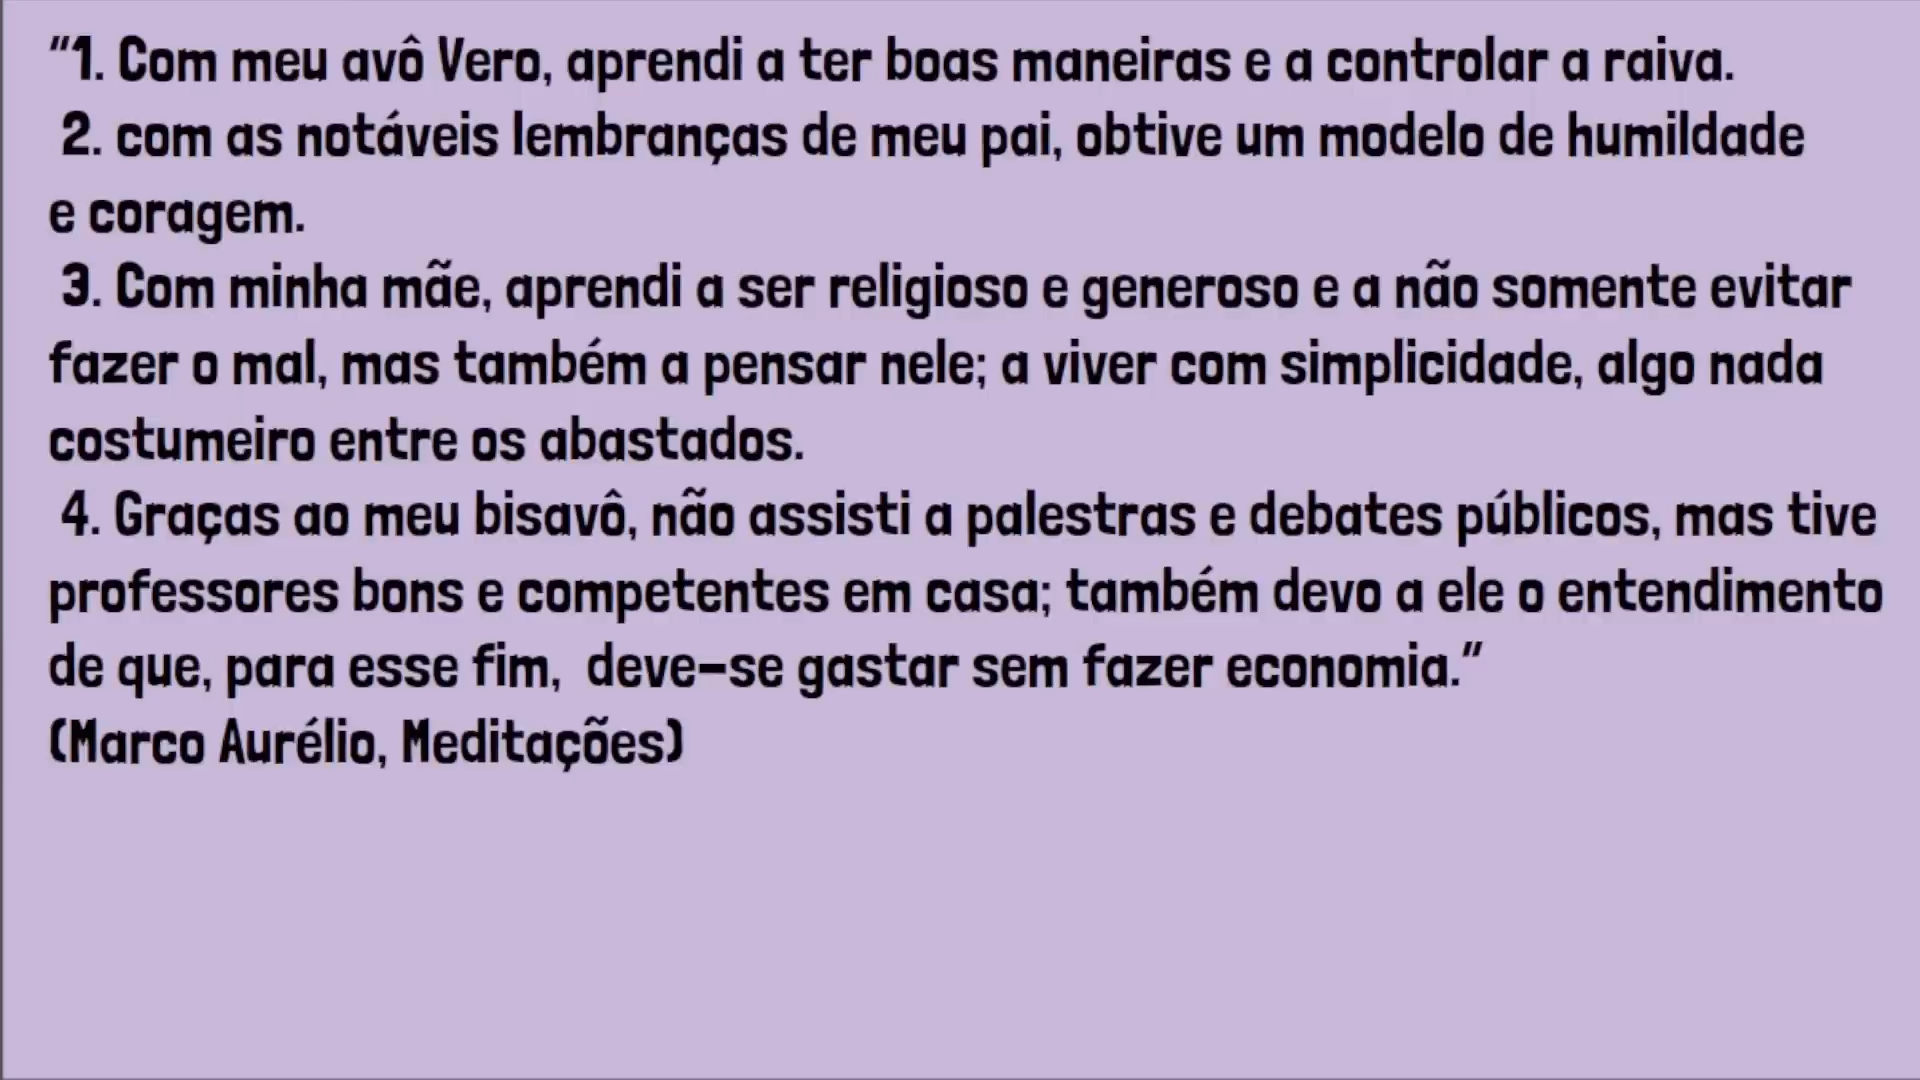 "1. Com meu avô Vero, aprendi a ter boas maneiras e a controlar a raiva.
2. com as notáveis lembranças de meu pai, obtive um modelo de humildade
e coragem.
3. Com minha mãe, aprendi a ser religioso e generoso e a não somente evitar
fazer o mal, mas também a pensar nele; a viver com simplicidade, algo nada
costumeiro entre os abastados.
4. Graças ao meu bisavô, não assisti a palestras e debates públicos, mas tive
professores bons e competentes em casa; também devo a ele o entendimento
de que, para esse fim,  deve-se gastar sem fazer economia."
(Marco Aurélio, Meditações)